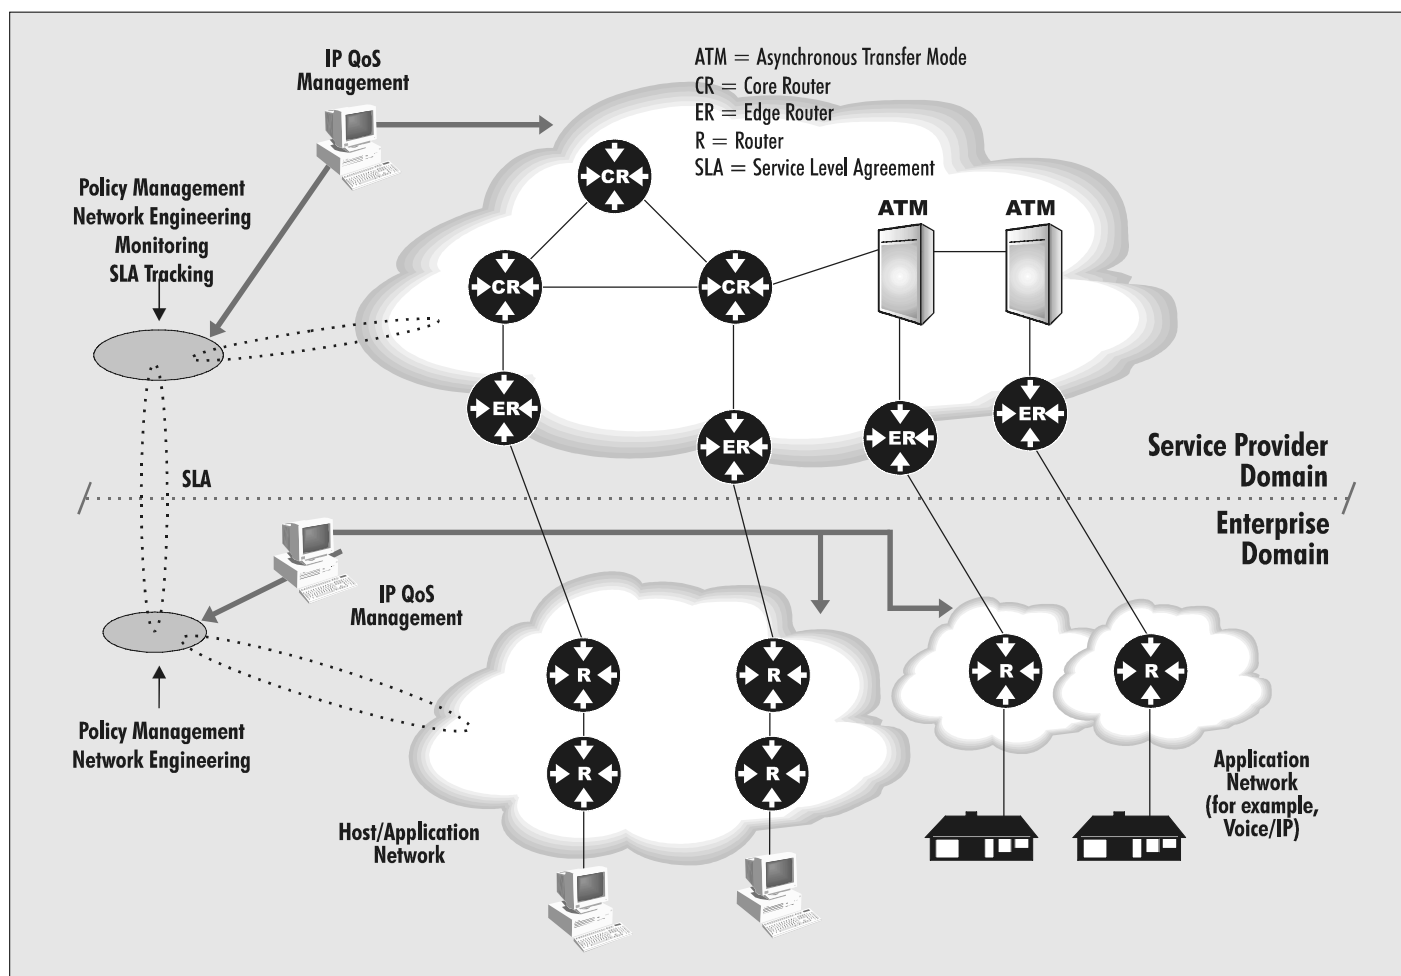 IP QoS
Management
ATM = Asynchronous Transfer Mode
CR = Core Router
ER = Edge Router
R = Router
SLA = Service Level Agreement
Policy Management
Network Engineering
Monitoring
SLA Tracking
CR
ATM
ATM
CR
CR
ER
ER
ER
ER
Service Provider
Domain
SLA
Enterprise
Domain
IP QoS
Management
R
R
R
R
Policy Management
Network Engineering
R
R
Application
Network
(for example,
Voice/IP)
Host/Application
Network